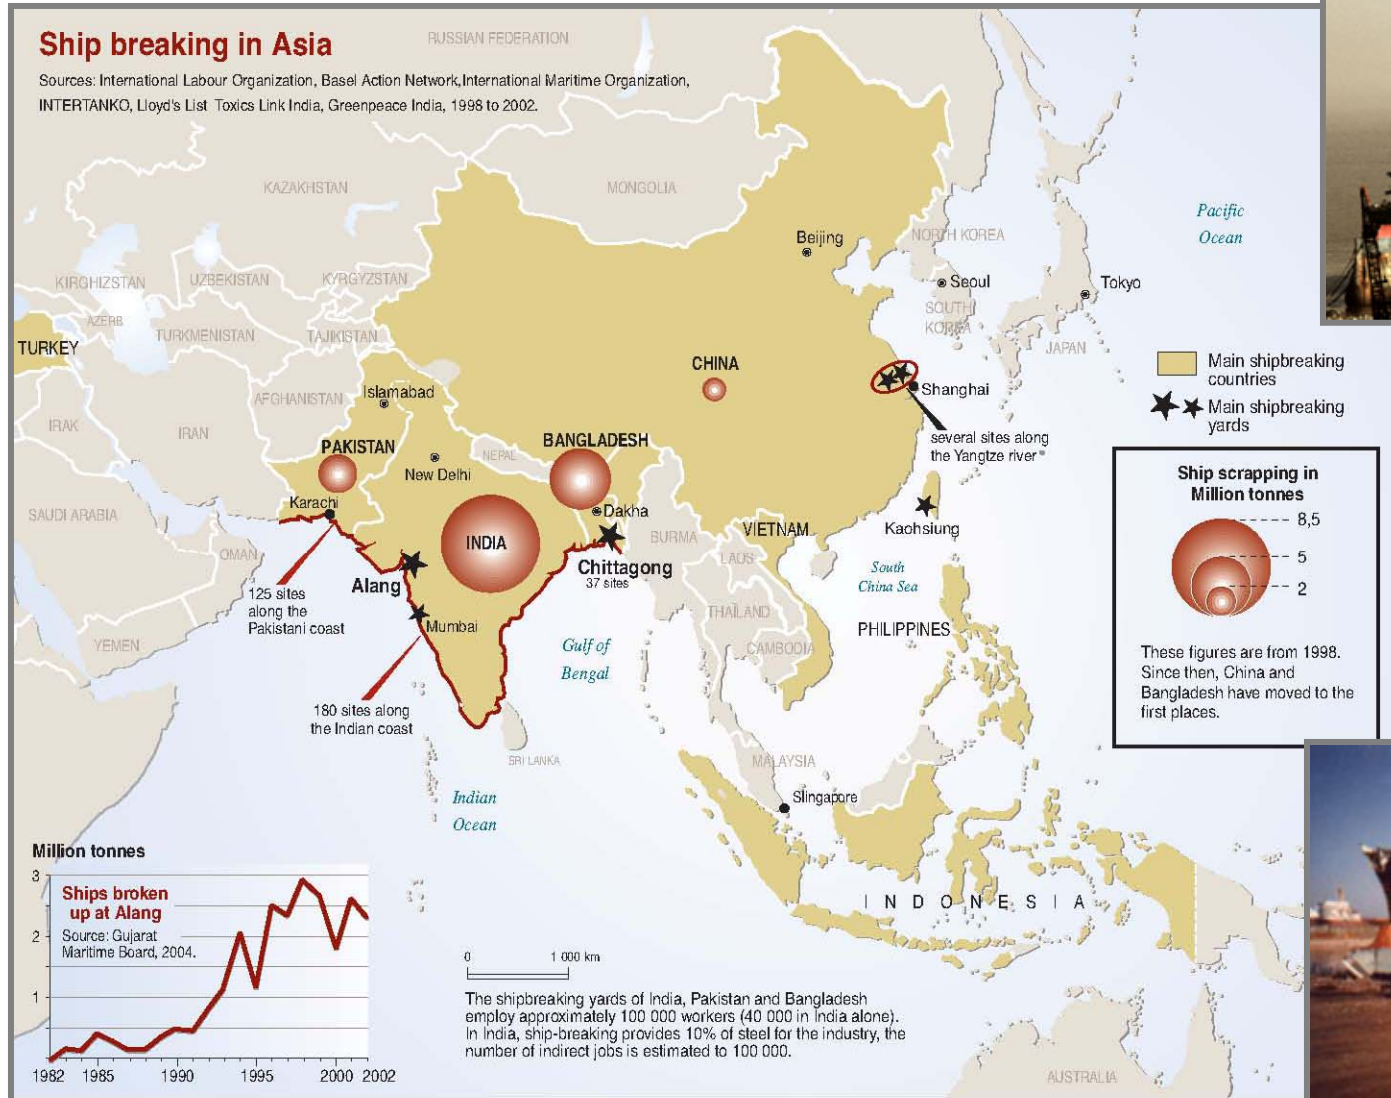 Ship breaking in Asia
Sources: International Labour Organization, Basel Action Network,International Maritime Organization,
INTERTANKO, Lloyd's List Toxics Link India, Greenpeace India, 1998 to 2002.
RUSSIAN FEDERATION
KAZAKHSTAN
MONGOLIA
Pacific
Ocean
Beijing
NORTH KOREA
KIRGHIZSTAN
UZBEKISTAN
KYRGYZSTAN
Seoul
Tokyo
AZERB
TURKMENISTAN
TAJIKISTAN
SOUTH
KOREA
TURKEY
JAPAN
CHINA
Main shipbreaking
countries
Islamabad
AFGHANISTAN
Shanghai
Main shipbreaking
yards
IRAK
IRAN
PAKISTAN
BANGLADESH
several sites along
the Yangtze river
NEPAL
New Delhi
Ship scrapping in
Million tonnes
8,5
5
2
These figures are from 1998.
Since then, China and
Bangladesh have moved to the
first places.
Karachi
SAUDI ARABIA
Dakha
BURMA
VIETNAM
Kaohsiung
OMAN
INDIA
LAOS
South
China Sea
Alang
Chittagong
37 sites
125 sites
along the
Pakistani coast
THAÏLAND
Mumbai
PHILIPPINES
YEMEN
Gulf of
Bengal
CAMBODIA
180 sites along
the Indian coast
SRI LANKA
MALAYSIA
Slingapore
Indian
Ocean
INDONESIA
Million tonnes
3
2
1
Ships broken
up at Alang
Source: Gujarat
Maritime Board, 2004.
1982 1985 1990 1995 2000 2002
0 1 000 km
The shipbreaking yards of India, Pakistan and Bangladesh
employ approximately 100 000 workers (40 000 in India alone).
In India, ship-breaking provides 10% of steel for the industry, the
number of indirect jobs is estimated to 100 000.
AUSTRALIA